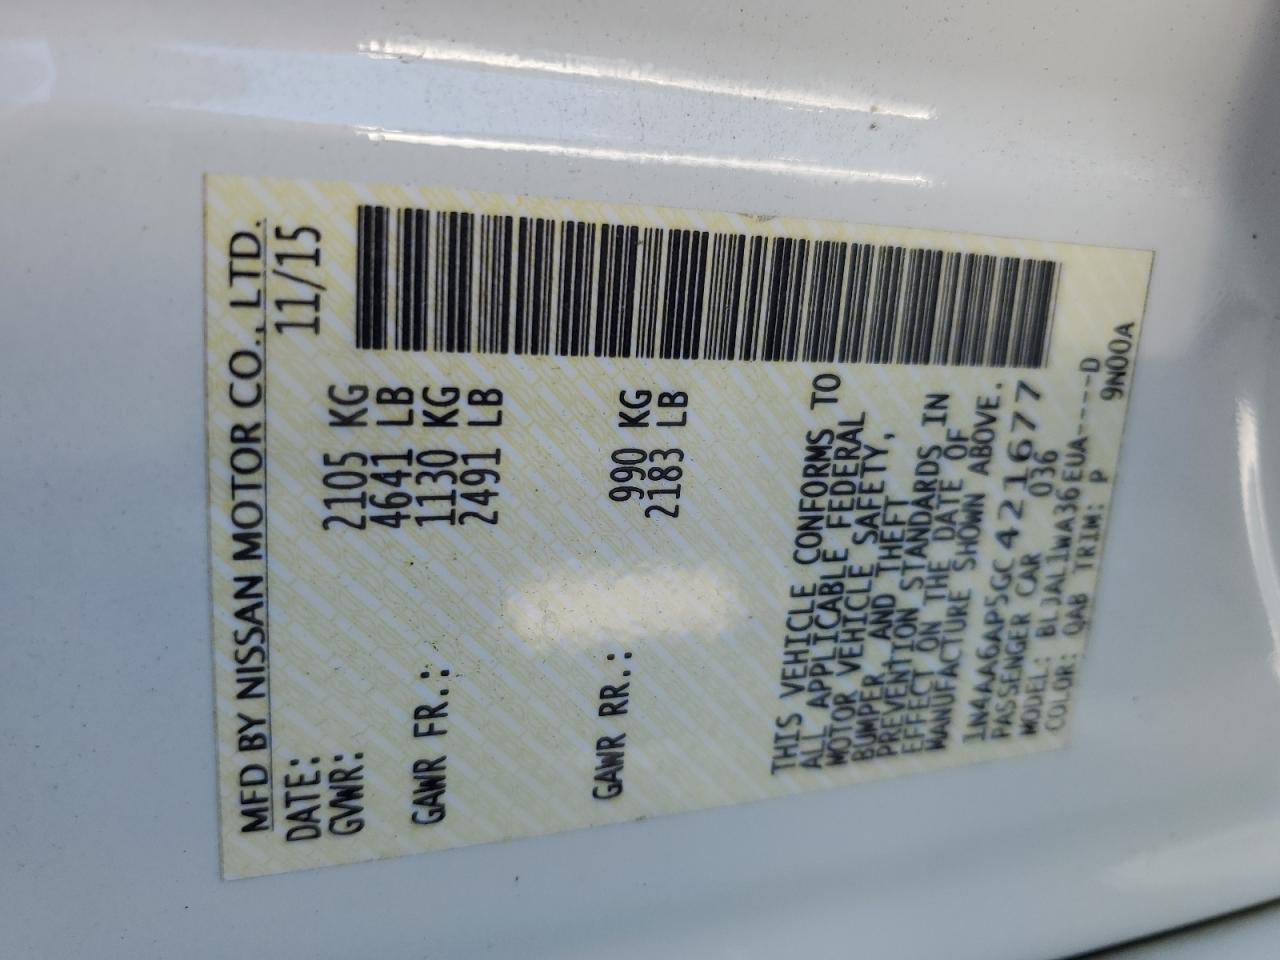 MFD BY NISSAN MOTOR CO., LTD.
DATE: 11/15
GVWR: 2105 KG
4641 LB
GAWR FR.: 1130 KG
2491 LB
GAWR RR.: 990 KG
2183 LB
THIS VEHICLE CONFORMS TO
ALL APPLICABLE FEDERAL
MOTOR VEHICLE SAFETY,
BUMPER, AND THEFT
PREVENTION STANDARDS IN
EFFECT ON THE DATE OF
MANUFACTURE SHOWN ABOVE.
1N4AA6AP5GC421677
PASSENGER CAR 036
MODEL: BLJAL1WA36EUA-----D
COLOR: QAB TRIM: P 9N00A